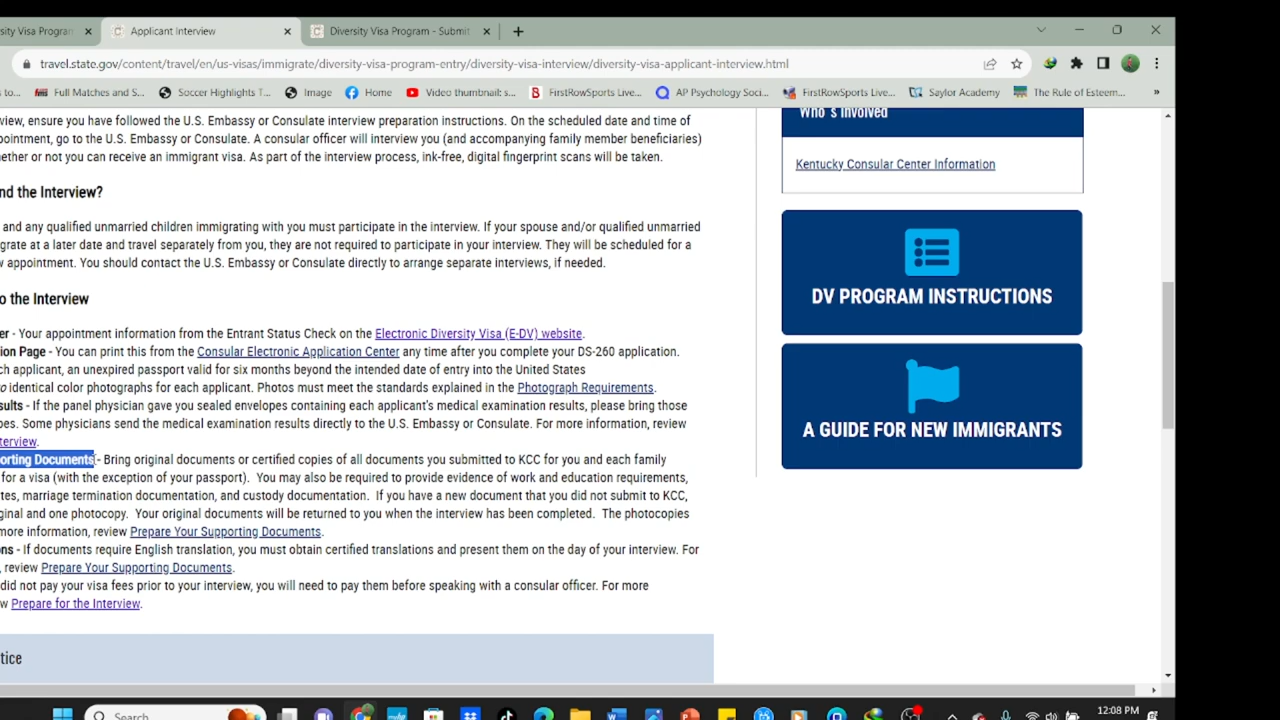 sity Visa Program
Applicant Interview
Diversity Visa Program - Submit
travel.state.gov/content/travel/en/us-visas/immigrate/diversity-visa-program-entry/diversity-visa-interview/diversity-visa-applicant-interview.html
s to...
Full Matches and S...
Soccer Highlights T...
Image
Home
Video thumbnail: s...
FirstRowSports Live...
AP Psychology Soci...
FirstRowSports Live...
Saylor Academy
The Rule of Esteem...
»
view, ensure you have followed the U.S. Embassy or Consulate interview preparation instructions. On the scheduled date and time of
pointment, go to the U.S. Embassy or Consulate. A consular officer will interview you (and accompanying family member beneficiaries)
hether or not you can receive an immigrant visa. As part of the interview process, ink-free, digital fingerprint scans will be taken.
nd the Interview?
and any qualified unmarried children immigrating with you must participate in the interview. If your spouse and/or qualified unmarried
grate at a later date and travel separately from you, they are not required to participate in your interview. They will be scheduled for a
w appointment. You should contact the U.S. Embassy or Consulate directly to arrange separate interviews, if needed.
o the Interview
er - Your appointment information from the Entrant Status Check on the Electronic Diversity Visa (E-DV) website.
ion Page - You can print this from the Consular Electronic Application Center any time after you complete your DS-260 application.
ch applicant, an unexpired passport valid for six months beyond the intended date of entry into the United States
o identical color photographs for each applicant. Photos must meet the standards explained in the Photograph Requirements.
sults - If the panel physician gave you sealed envelopes containing each applicant's medical examination results, please bring those
pes. Some physicians send the medical examination results directly to the U.S. Embassy or Consulate. For more information, review
terview.
orting Documents - Bring original documents or certified copies of all documents you submitted to KCC for you and each family
for a visa (with the exception of your passport). You may also be required to provide evidence of work and education requirements,
tes, marriage termination documentation, and custody documentation. If you have a new document that you did not submit to KCC,
ginal and one photocopy. Your original documents will be returned to you when the interview has been completed. The photocopies
more information, review Prepare Your Supporting Documents.
ons - If documents require English translation, you must obtain certified translations and present them on the day of your interview. For
, review Prepare Your Supporting Documents.
did not pay your visa fees prior to your interview, you will need to pay them before speaking with a consular officer. For more
w Prepare for the Interview.
tice
Who's Involved
Kentucky Consular Center Information
DV PROGRAM INSTRUCTIONS
A GUIDE FOR NEW IMMIGRANTS
Search
12:08 PM